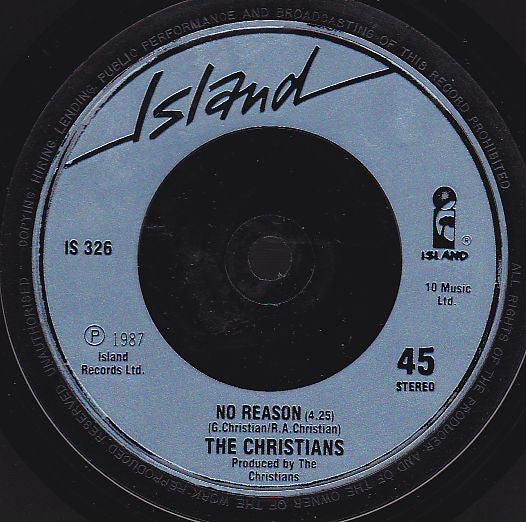 UNAUTHORISED · COPYING HIRING LENDING PUBLIC PERFORMANCE AND BROADCASTING OF THIS RECORD PROHIBITED
ALL RIGHTS OF THE PRODUCER AND OF THE OWNER OF THE WORK REPRODUCED RESERVED
Island
IS 326
ISLAND ®
10 Music
Ltd.
℗ 1987
Island
Records Ltd.
45
STEREO
NO REASON (4.25)
(G.Christian/R.A.Christian)
THE CHRISTIANS
Produced by The
Christians